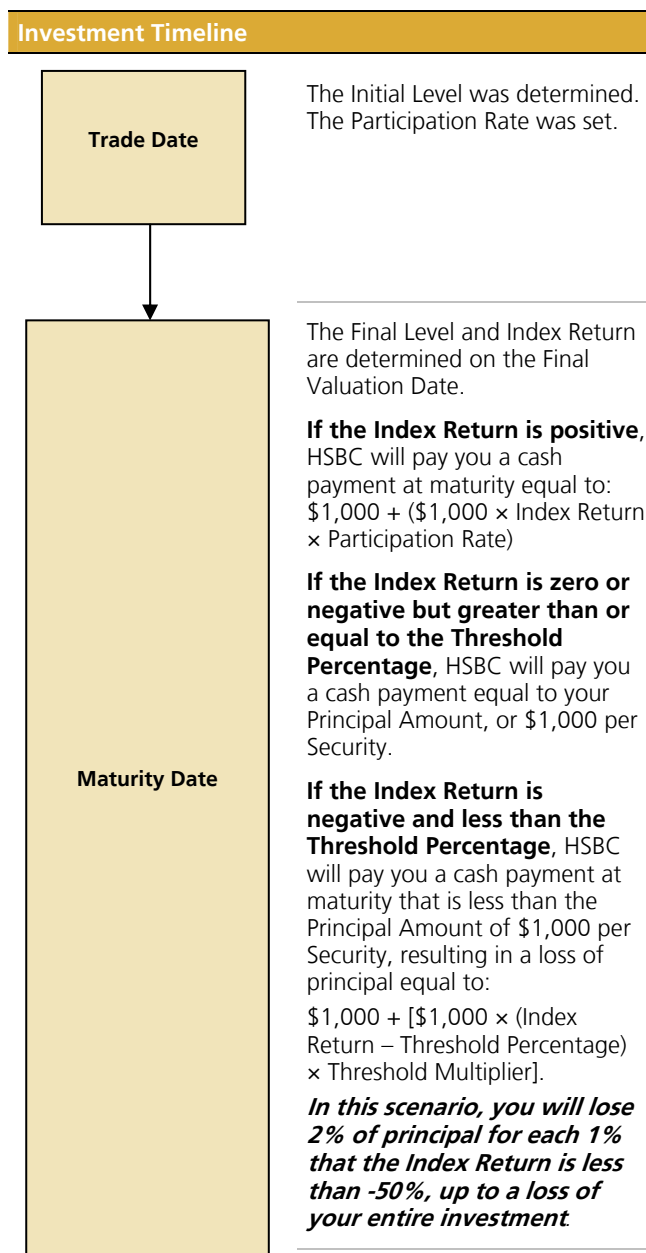 Investment Timeline
Trade Date
The Initial Level was determined.
The Participation Rate was set.
Maturity Date
The Final Level and Index Return
are determined on the Final
Valuation Date.
If the Index Return is positive,
HSBC will pay you a cash
payment at maturity equal to:
$1,000 + ($1,000 × Index Return
× Participation Rate)
If the Index Return is zero or
negative but greater than or
equal to the Threshold
Percentage, HSBC will pay you
a cash payment equal to your
Principal Amount, or $1,000 per
Security.
If the Index Return is
negative and less than the
Threshold Percentage, HSBC
will pay you a cash payment at
maturity that is less than the
Principal Amount of $1,000 per
Security, resulting in a loss of
principal equal to:
$1,000 + [$1,000 × (Index
Return – Threshold Percentage)
× Threshold Multiplier].
In this scenario, you will lose
2% of principal for each 1%
that the Index Return is less
than -50%, up to a loss of
your entire investment.